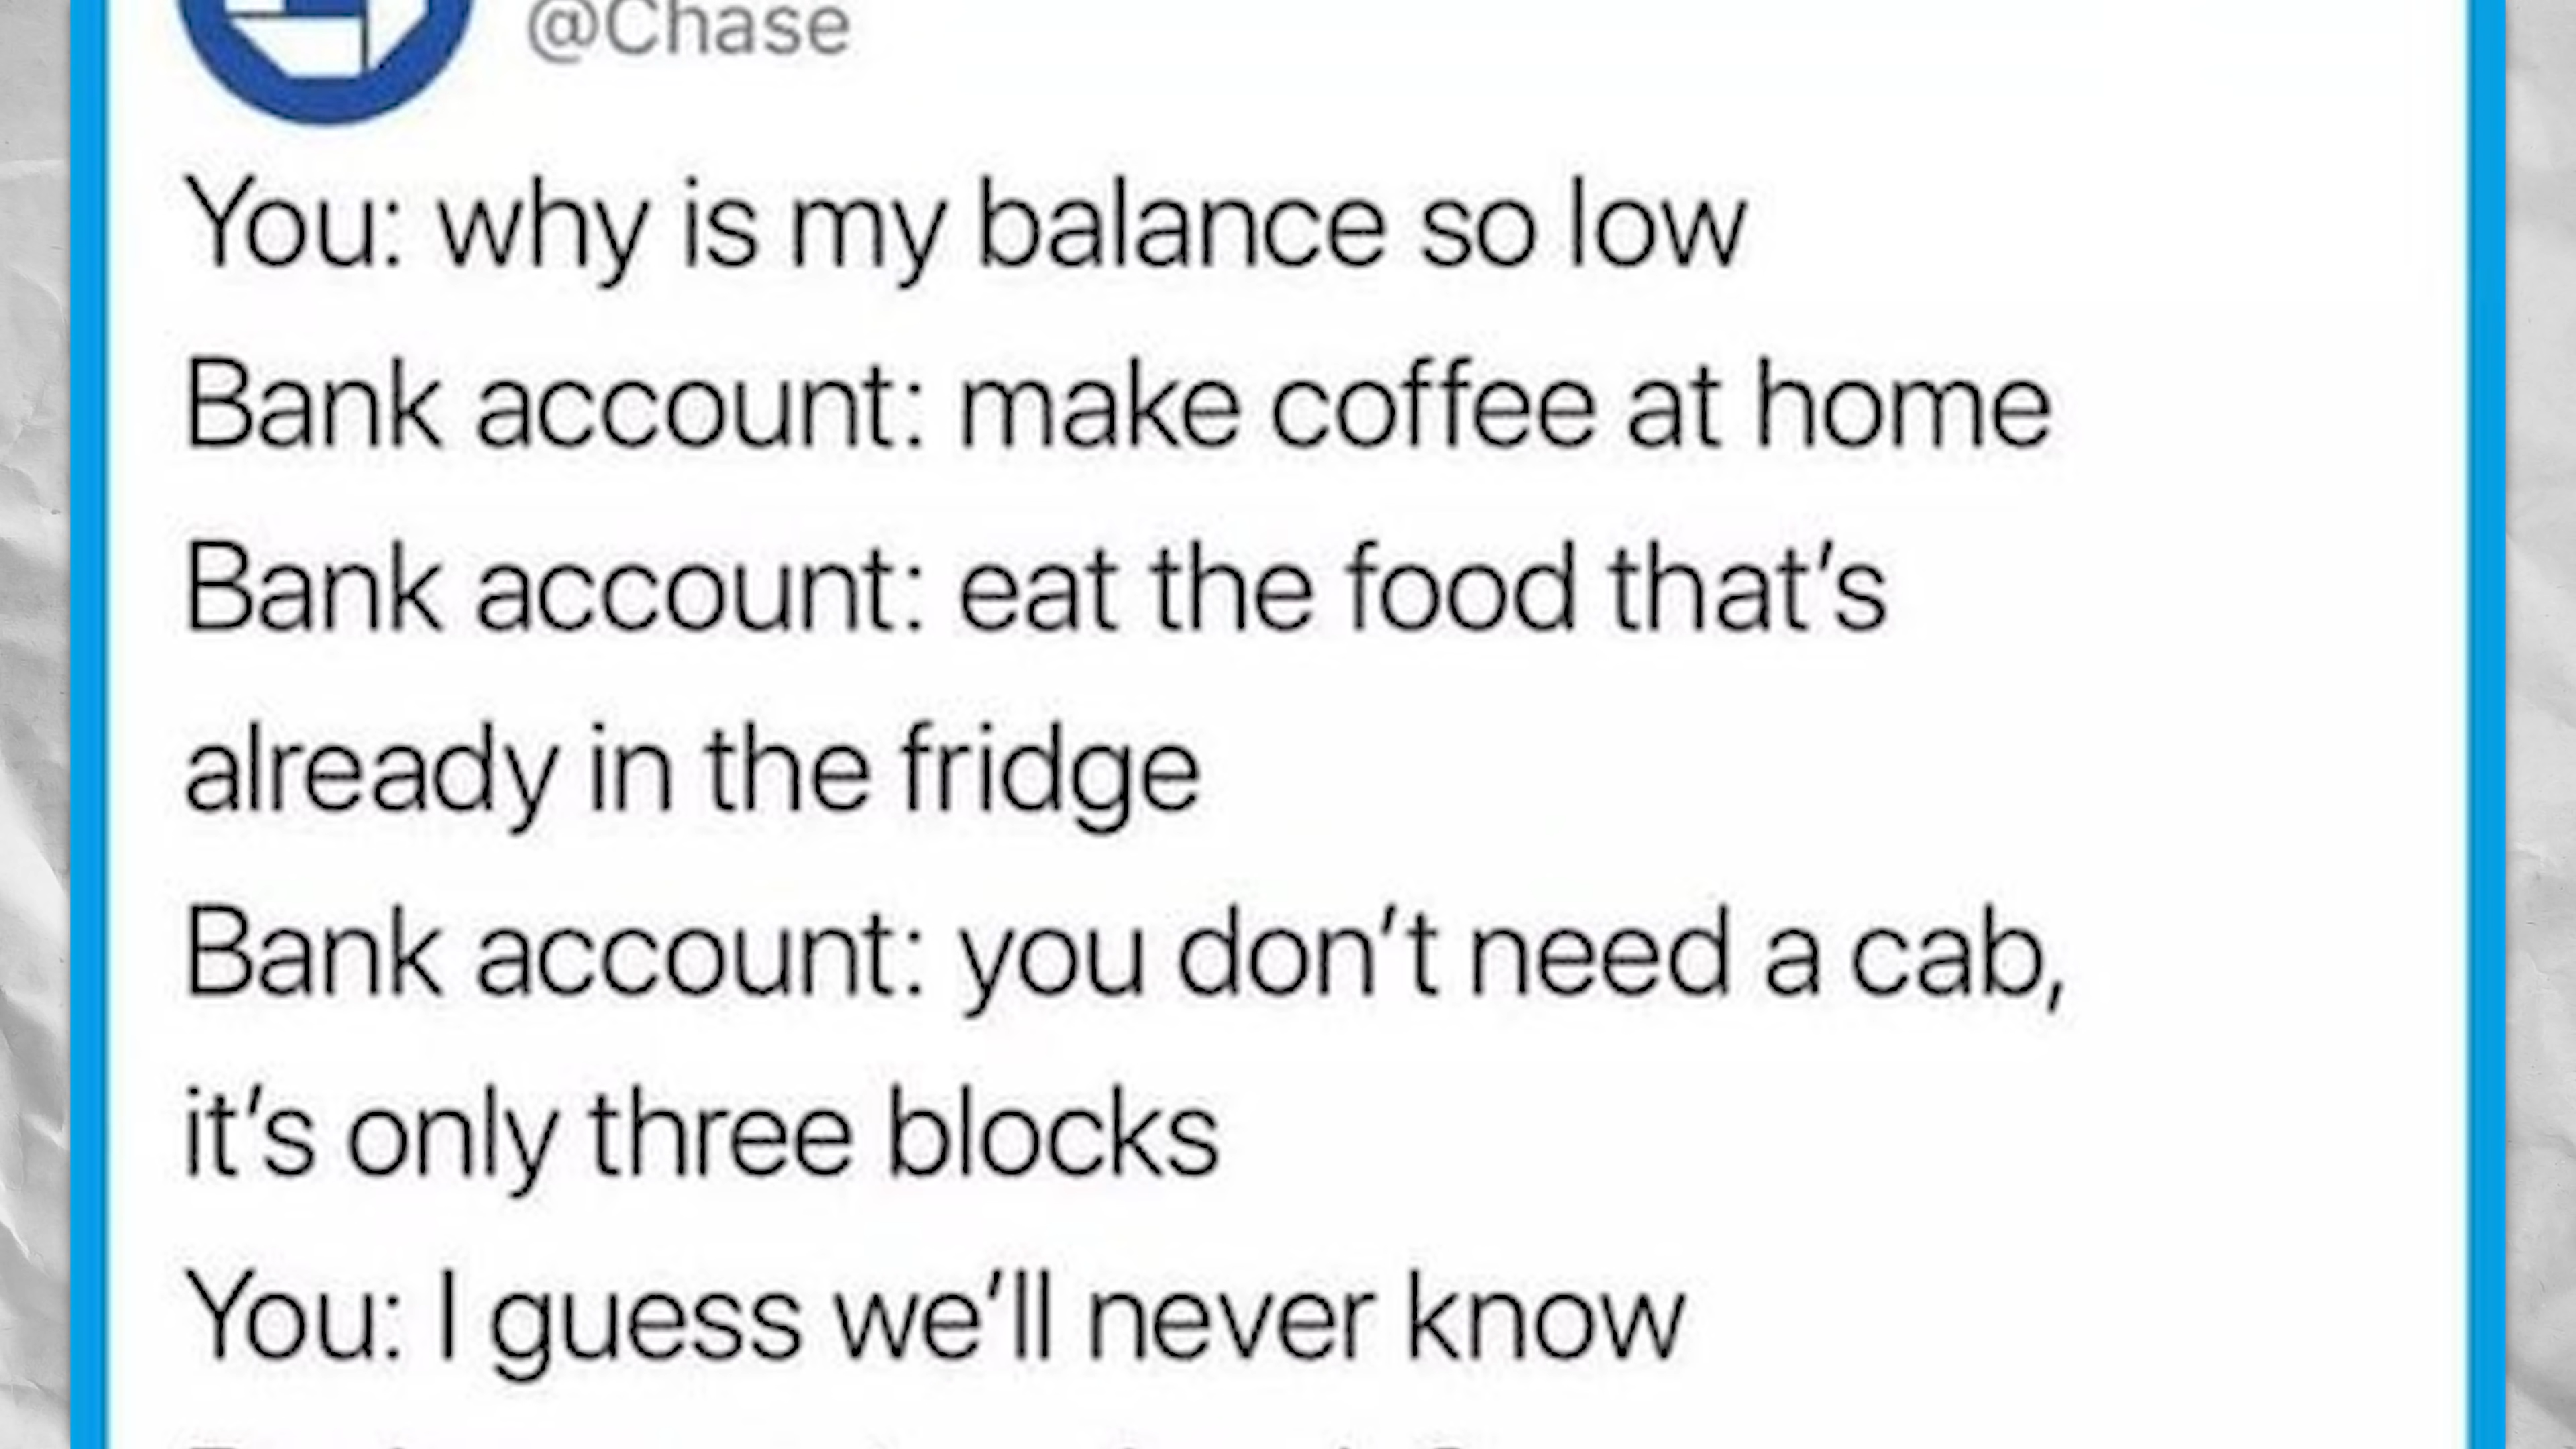 @Chase
You: why is my balance so low
Bank account: make coffee at home
Bank account: eat the food that’s
already in the fridge
Bank account: you don’t need a cab,
it’s only three blocks
You: I guess we’ll never know